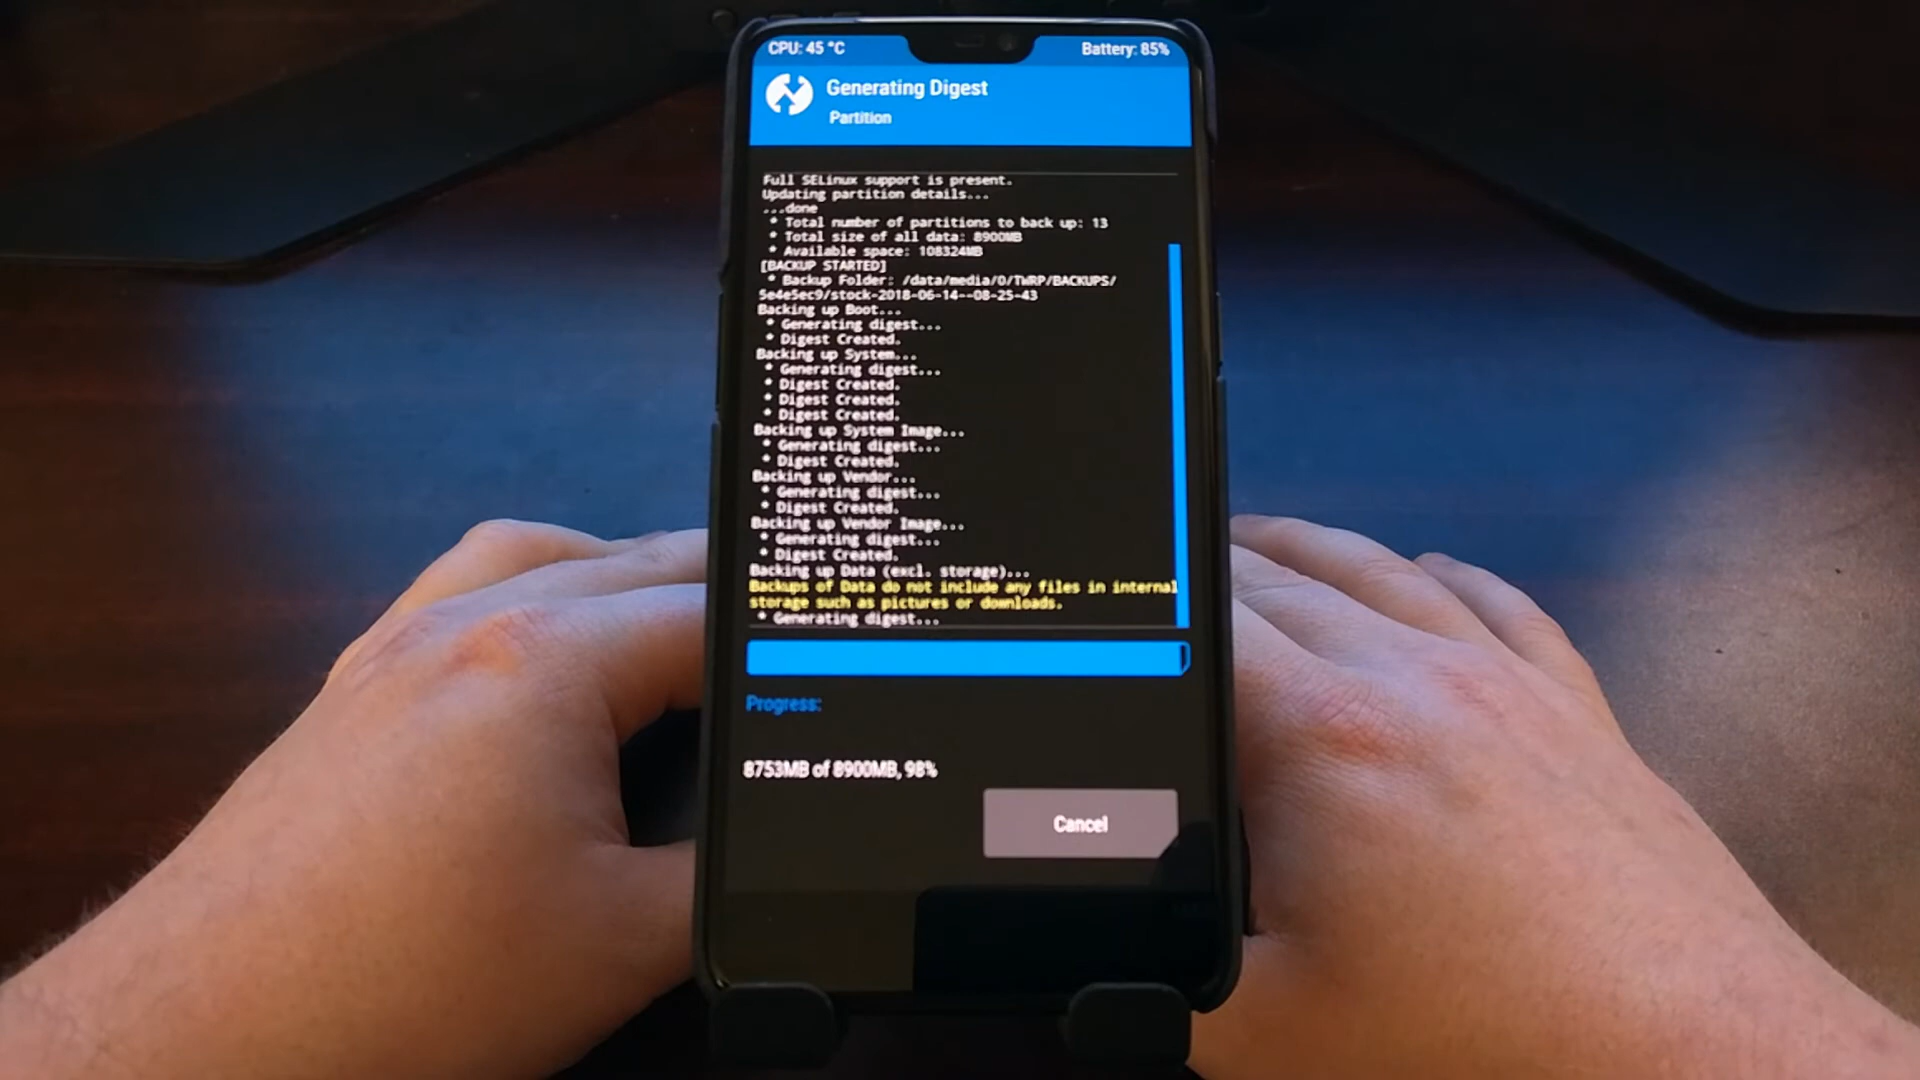 CPU: 45 °C
Battery: 85%
Generating Digest
Partition
Full SELinux support is present.
Updating partition details...
...done
* Total number of partitions to back up: 13
* Total size of all data: 8900MB
* Available space: 108324MB
[BACKUP STARTED]
* Backup Folder: /data/media/0/TWRP/BACKUPS/
5e4e5ec9/stock-2018-06-14--08-25-43
Backing up Boot...
* Generating digest...
* Digest Created.
Backing up System...
* Generating digest...
* Digest Created.
* Digest Created.
* Digest Created.
Backing up System Image...
* Generating digest...
* Digest Created.
Backing up Vendor...
* Generating digest...
* Digest Created.
Backing up Vendor Image...
* Generating digest...
* Digest Created.
Backing up Data (excl. storage)...
Backups of Data do not include any files in internal
storage such as pictures or downloads.
* Generating digest...
Progress:
8753MB of 8900MB, 98%
Cancel